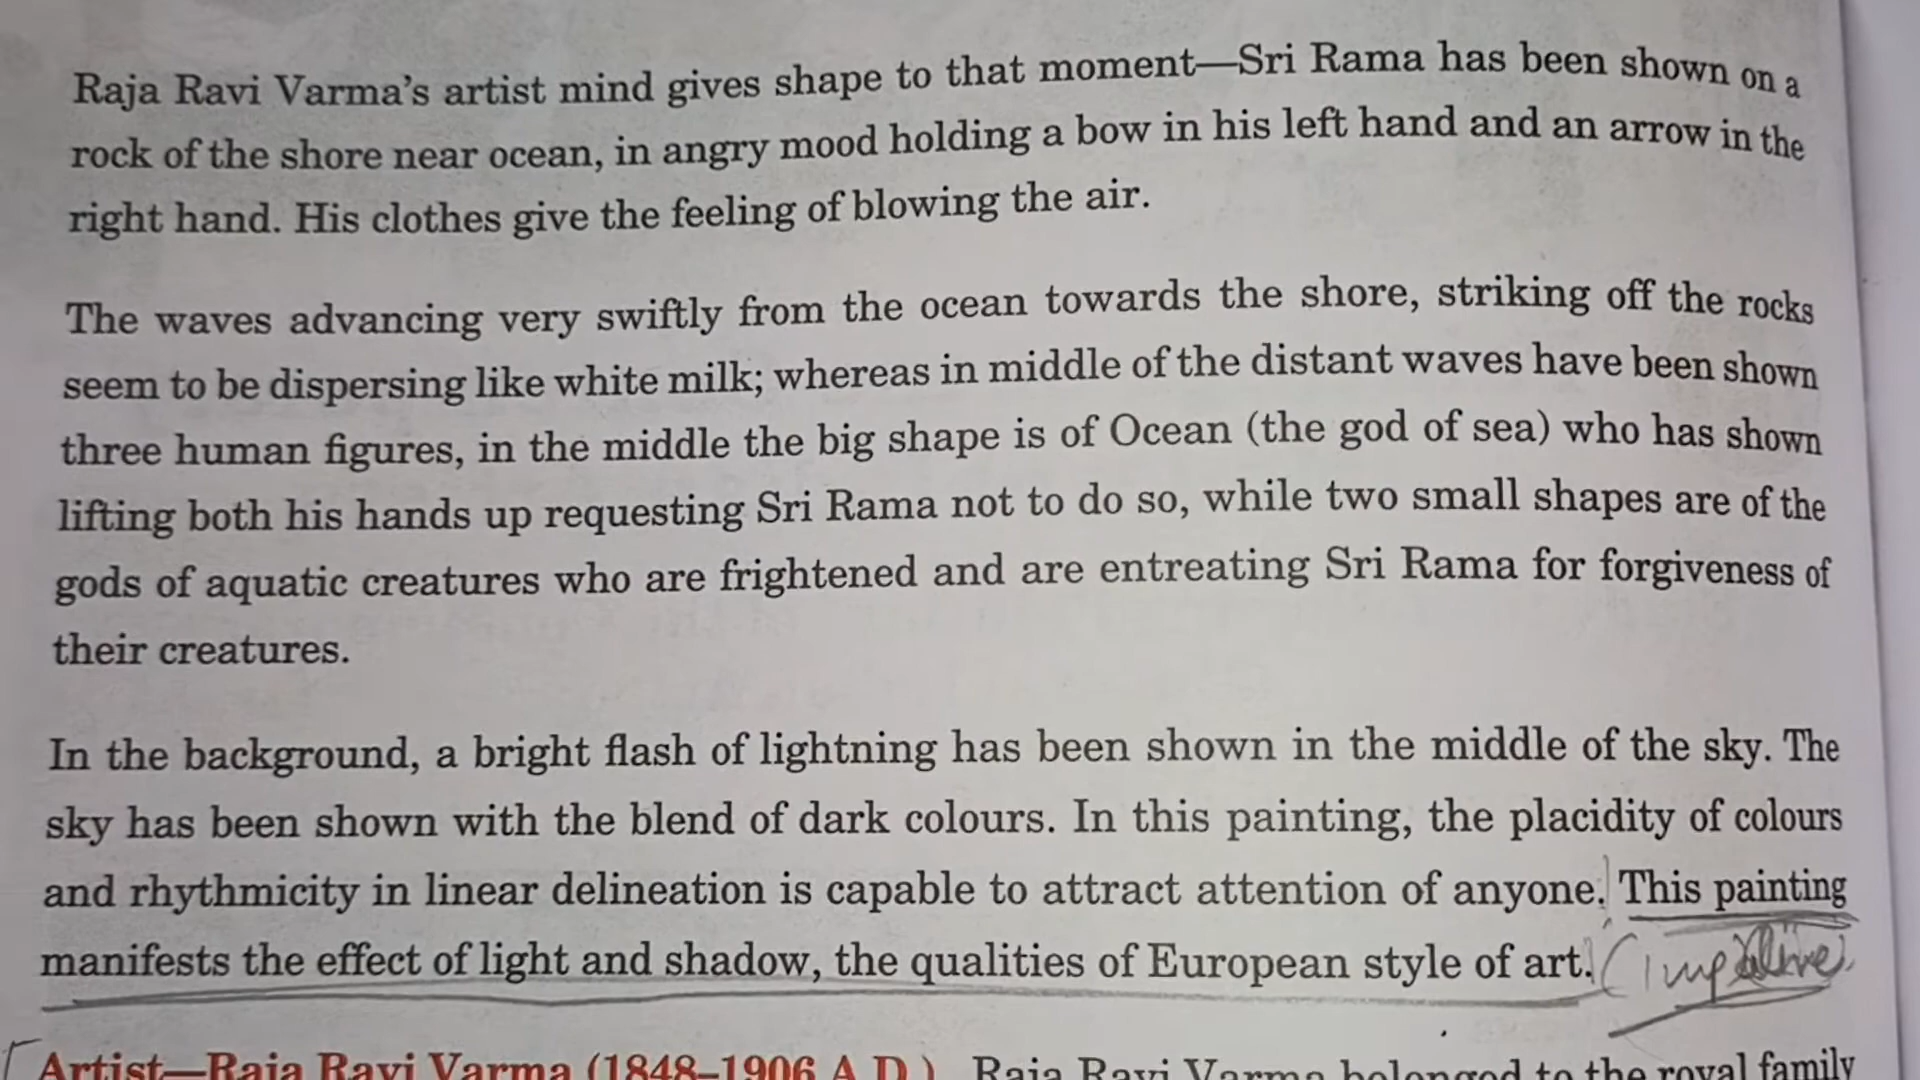 Raja Ravi Varma's artist mind gives shape to that moment—Sri Rama has been shown on a
rock of the shore near ocean, in angry mood holding a bow in his left hand and an arrow in the
right hand. His clothes give the feeling of blowing the air.
The waves advancing very swiftly from the ocean towards the shore, striking off the rocks
seem to be dispersing like white milk; whereas in middle of the distant waves have been shown
three human figures, in the middle the big shape is of Ocean (the god of sea) who has shown
lifting both his hands up requesting Sri Rama not to do so, while two small shapes are of the
gods of aquatic creatures who are frightened and are entreating Sri Rama for forgiveness of
their creatures.
In the background, a bright flash of lightning has been shown in the middle of the sky. The
sky has been shown with the blend of dark colours. In this painting, the placidity of colours
and rhythmicity in linear delineation is capable to attract attention of anyone. This painting
manifests the effect of light and shadow, the qualities of European style of art. (imp line)
Artist—Raja Ravi Varma (1848–1906 A.D.) Raja Ravi Varma belonged to the royal family